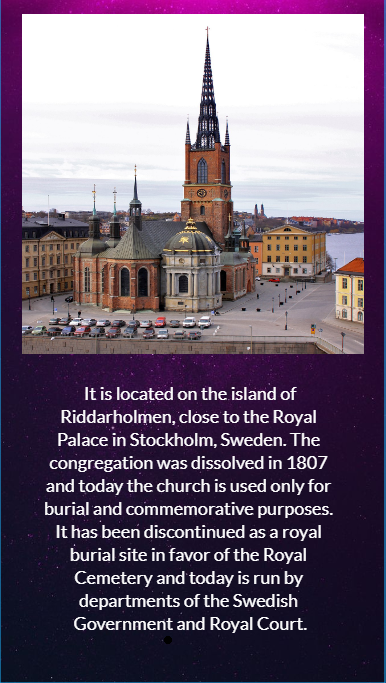 It is located on the island of
Riddarholmen, close to the Royal
Palace in Stockholm, Sweden. The
congregation was dissolved in 1807
and today the church is used only for
burial and commemorative purposes.
It has been discontinued as a royal
burial site in favor of the Royal
Cemetery and today is run by
departments of the Swedish
Government and Royal Court.